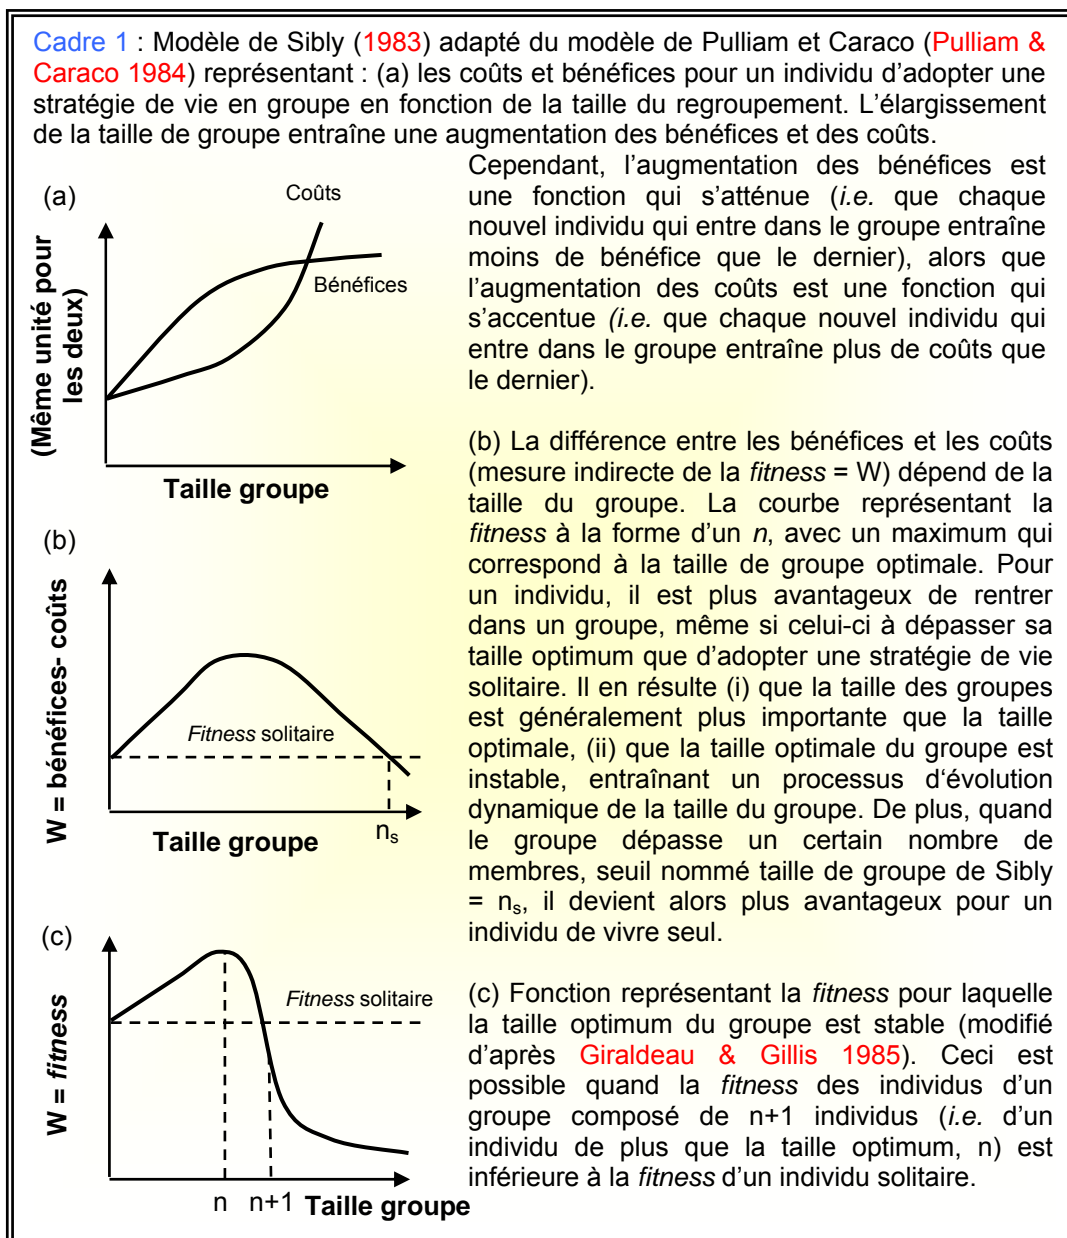 Cadre 1 : Modèle de Sibly (1983) adapté du modèle de Pulliam et Caraco (Pulliam &
Caraco 1984) représentant : (a) les coûts et bénéfices pour un individu d'adopter une
stratégie de vie en groupe en fonction de la taille du regroupement. L'élargissement
de la taille de groupe entraîne une augmentation des bénéfices et des coûts.
Cependant, l'augmentation des bénéfices est
une fonction qui s'atténue (i.e. que chaque
nouvel individu qui entre dans le groupe entraîne
moins de bénéfice que le dernier), alors que
l'augmentation des coûts est une fonction qui
s'accentue (i.e. que chaque nouvel individu qui
entre dans le groupe entraîne plus de coûts que
le dernier).
(a)
Coûts
Bénéfices
(Même unité pour
les deux)
Taille groupe
(b) La différence entre les bénéfices et les coûts
(mesure indirecte de la fitness = W) dépend de la
taille du groupe. La courbe représentant la
fitness à la forme d'un n, avec un maximum qui
correspond à la taille de groupe optimale. Pour
un individu, il est plus avantageux de rentrer
dans un groupe, même si celui-ci à dépasser sa
taille optimum que d'adopter une stratégie de vie
solitaire. Il en résulte (i) que la taille des groupes
est généralement plus importante que la taille
optimale, (ii) que la taille optimale du groupe est
instable, entraînant un processus d'évolution
dynamique de la taille du groupe. De plus, quand
le groupe dépasse un certain nombre de
membres, seuil nommé taille de groupe de Sibly
= ns, il devient alors plus avantageux pour un
individu de vivre seul.
(b)
W = bénéfices- coûts
Fitness solitaire
Taille groupe
ns
(c) Fonction représentant la fitness pour laquelle
la taille optimum du groupe est stable (modifié
d'après Giraldeau & Gillis 1985). Ceci est
possible quand la fitness des individus d'un
groupe composé de n+1 individus (i.e. d'un
individu de plus que la taille optimum, n) est
inférieure à la fitness d'un individu solitaire.
(c)
W = fitness
Fitness solitaire
n
n+1
Taille groupe